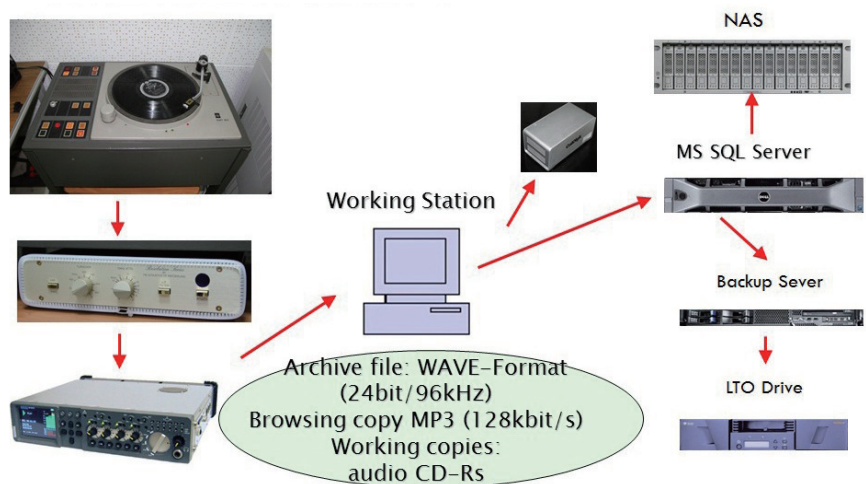 NAS
MS SQL Server
Working Station
Backup Sever
LTO Drive
Archive file: WAVE-Format
(24bit/96kHz)
Browsing copy MP3 (128kbit/s)
Working copies:
audio CD-Rs
DELL